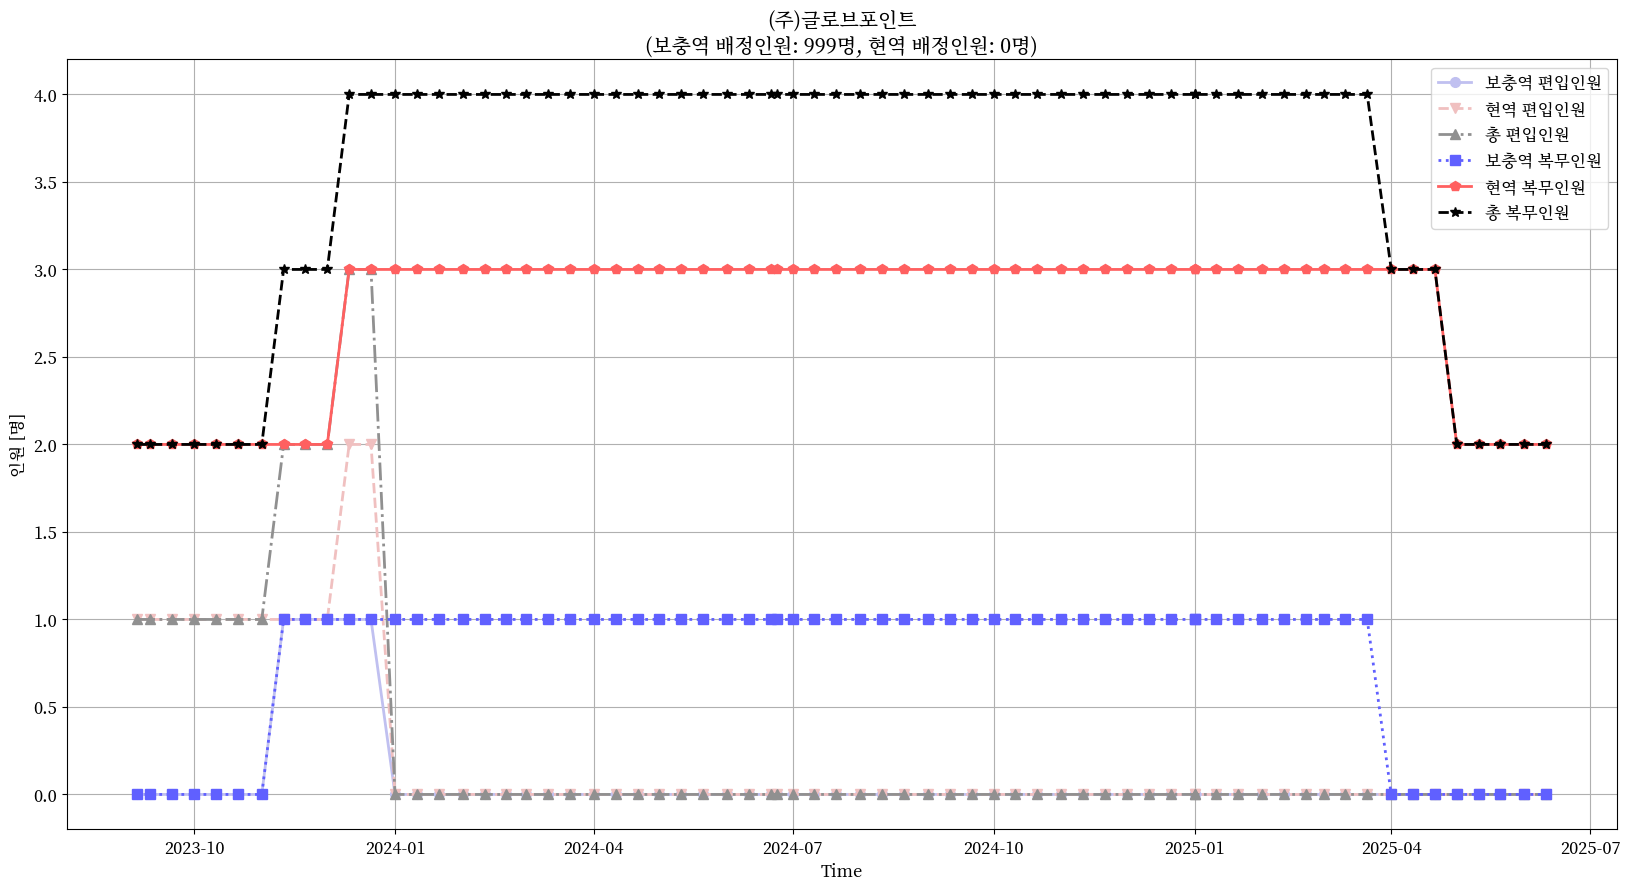 (주)글로브포인트
(보충역 배정인원: 999명, 현역 배정인원: 0명)
보충역 편입인원
현역 편입인원
총 편입인원
보충역 복무인원
현역 복무인원
총 복무인원
인원 [명]
4.0
3.5
3.0
2.5
2.0
1.5
1.0
0.5
0.0
2023-10 2024-01 2024-04 2024-07 2024-10 2025-01 2025-04 2025-07
Time